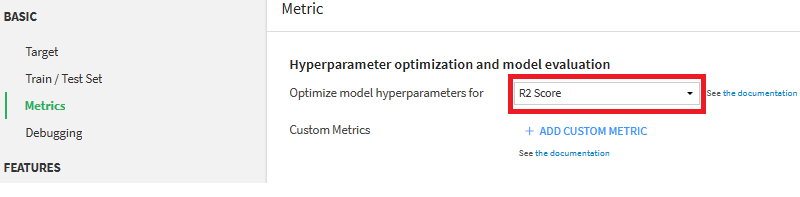 BASIC
Target
Train / Test Set
Metrics
Debugging
FEATURES
Metric
Hyperparameter optimization and model evaluation
Optimize model hyperparameters for R2 Score See the documentation
Custom Metrics + ADD CUSTOM METRIC
See the documentation